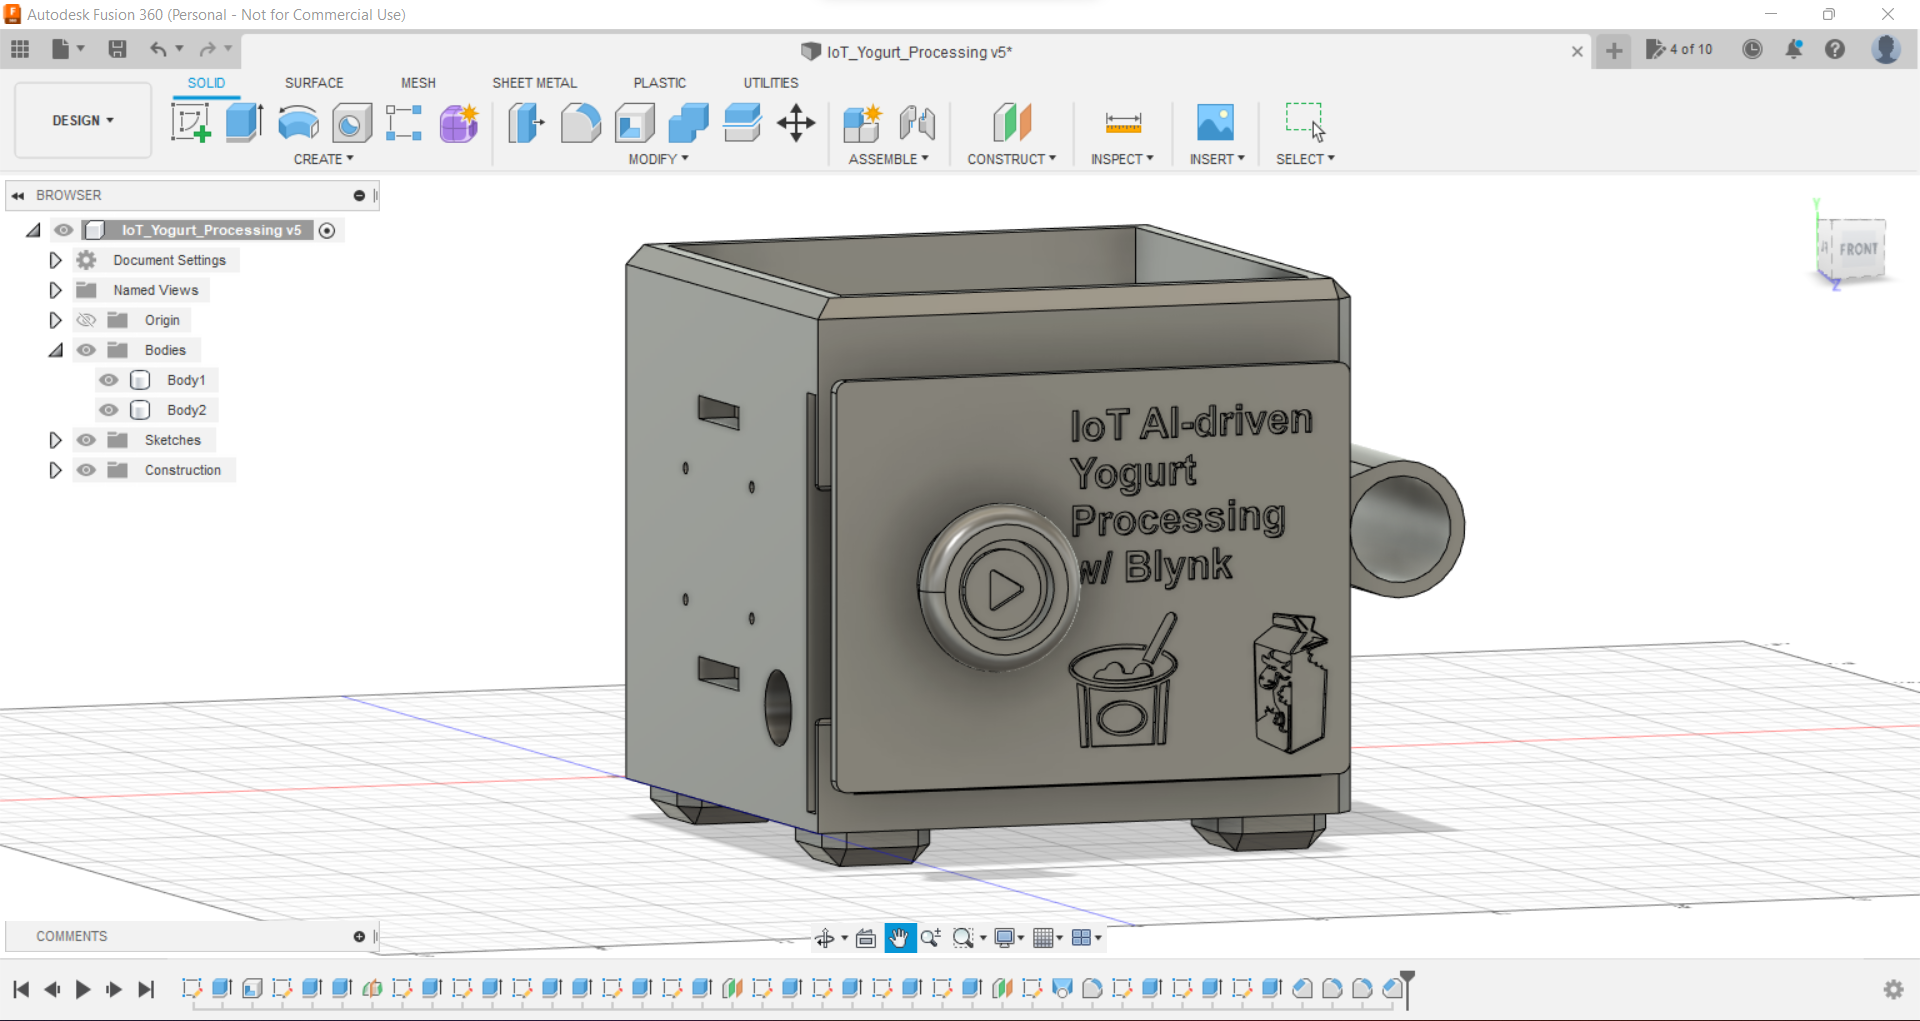 Autodesk Fusion 360 (Personal - Not for Commercial Use)
IoT_Yogurt_Processing v5*
4 of 10
DESIGN
SOLID
SURFACE
MESH
SHEET METAL
PLASTIC
UTILITIES
CREATE
MODIFY
ASSEMBLE
CONSTRUCT
INSPECT
INSERT
SELECT
BROWSER
IoT_Yogurt_Processing v5
Document Settings
Named Views
Origin
Bodies
Body1
Body2
Sketches
Construction
Y
FRONT
Z
IoT AI-driven
Yogurt
Processing
w/ Blynk
COMMENTS